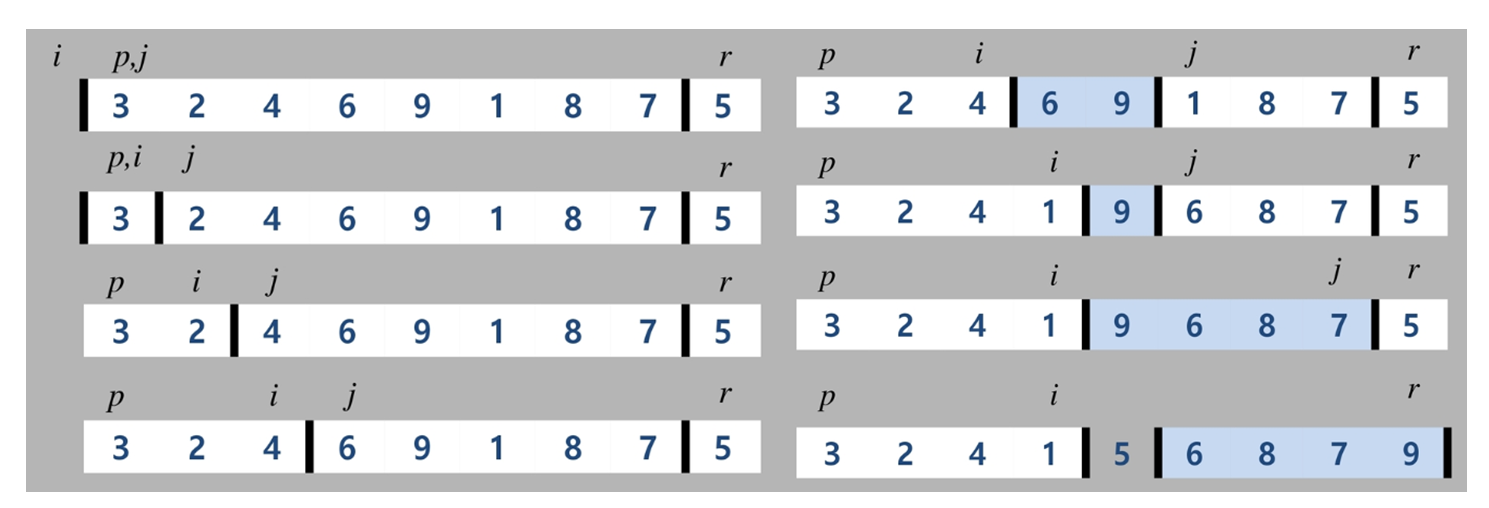 i p,j r
3 2 4 6 9 1 8 7 5
p,i j r
3 2 4 6 9 1 8 7 5
p i j r
3 2 4 6 9 1 8 7 5
p i j r
3 2 4 6 9 1 8 7 5
p i j r
3 2 4 6 9 1 8 7 5
p i j r
3 2 4 1 9 6 8 7 5
p i j r
3 2 4 1 9 6 8 7 5
p i r
3 2 4 1 5 6 8 7 9